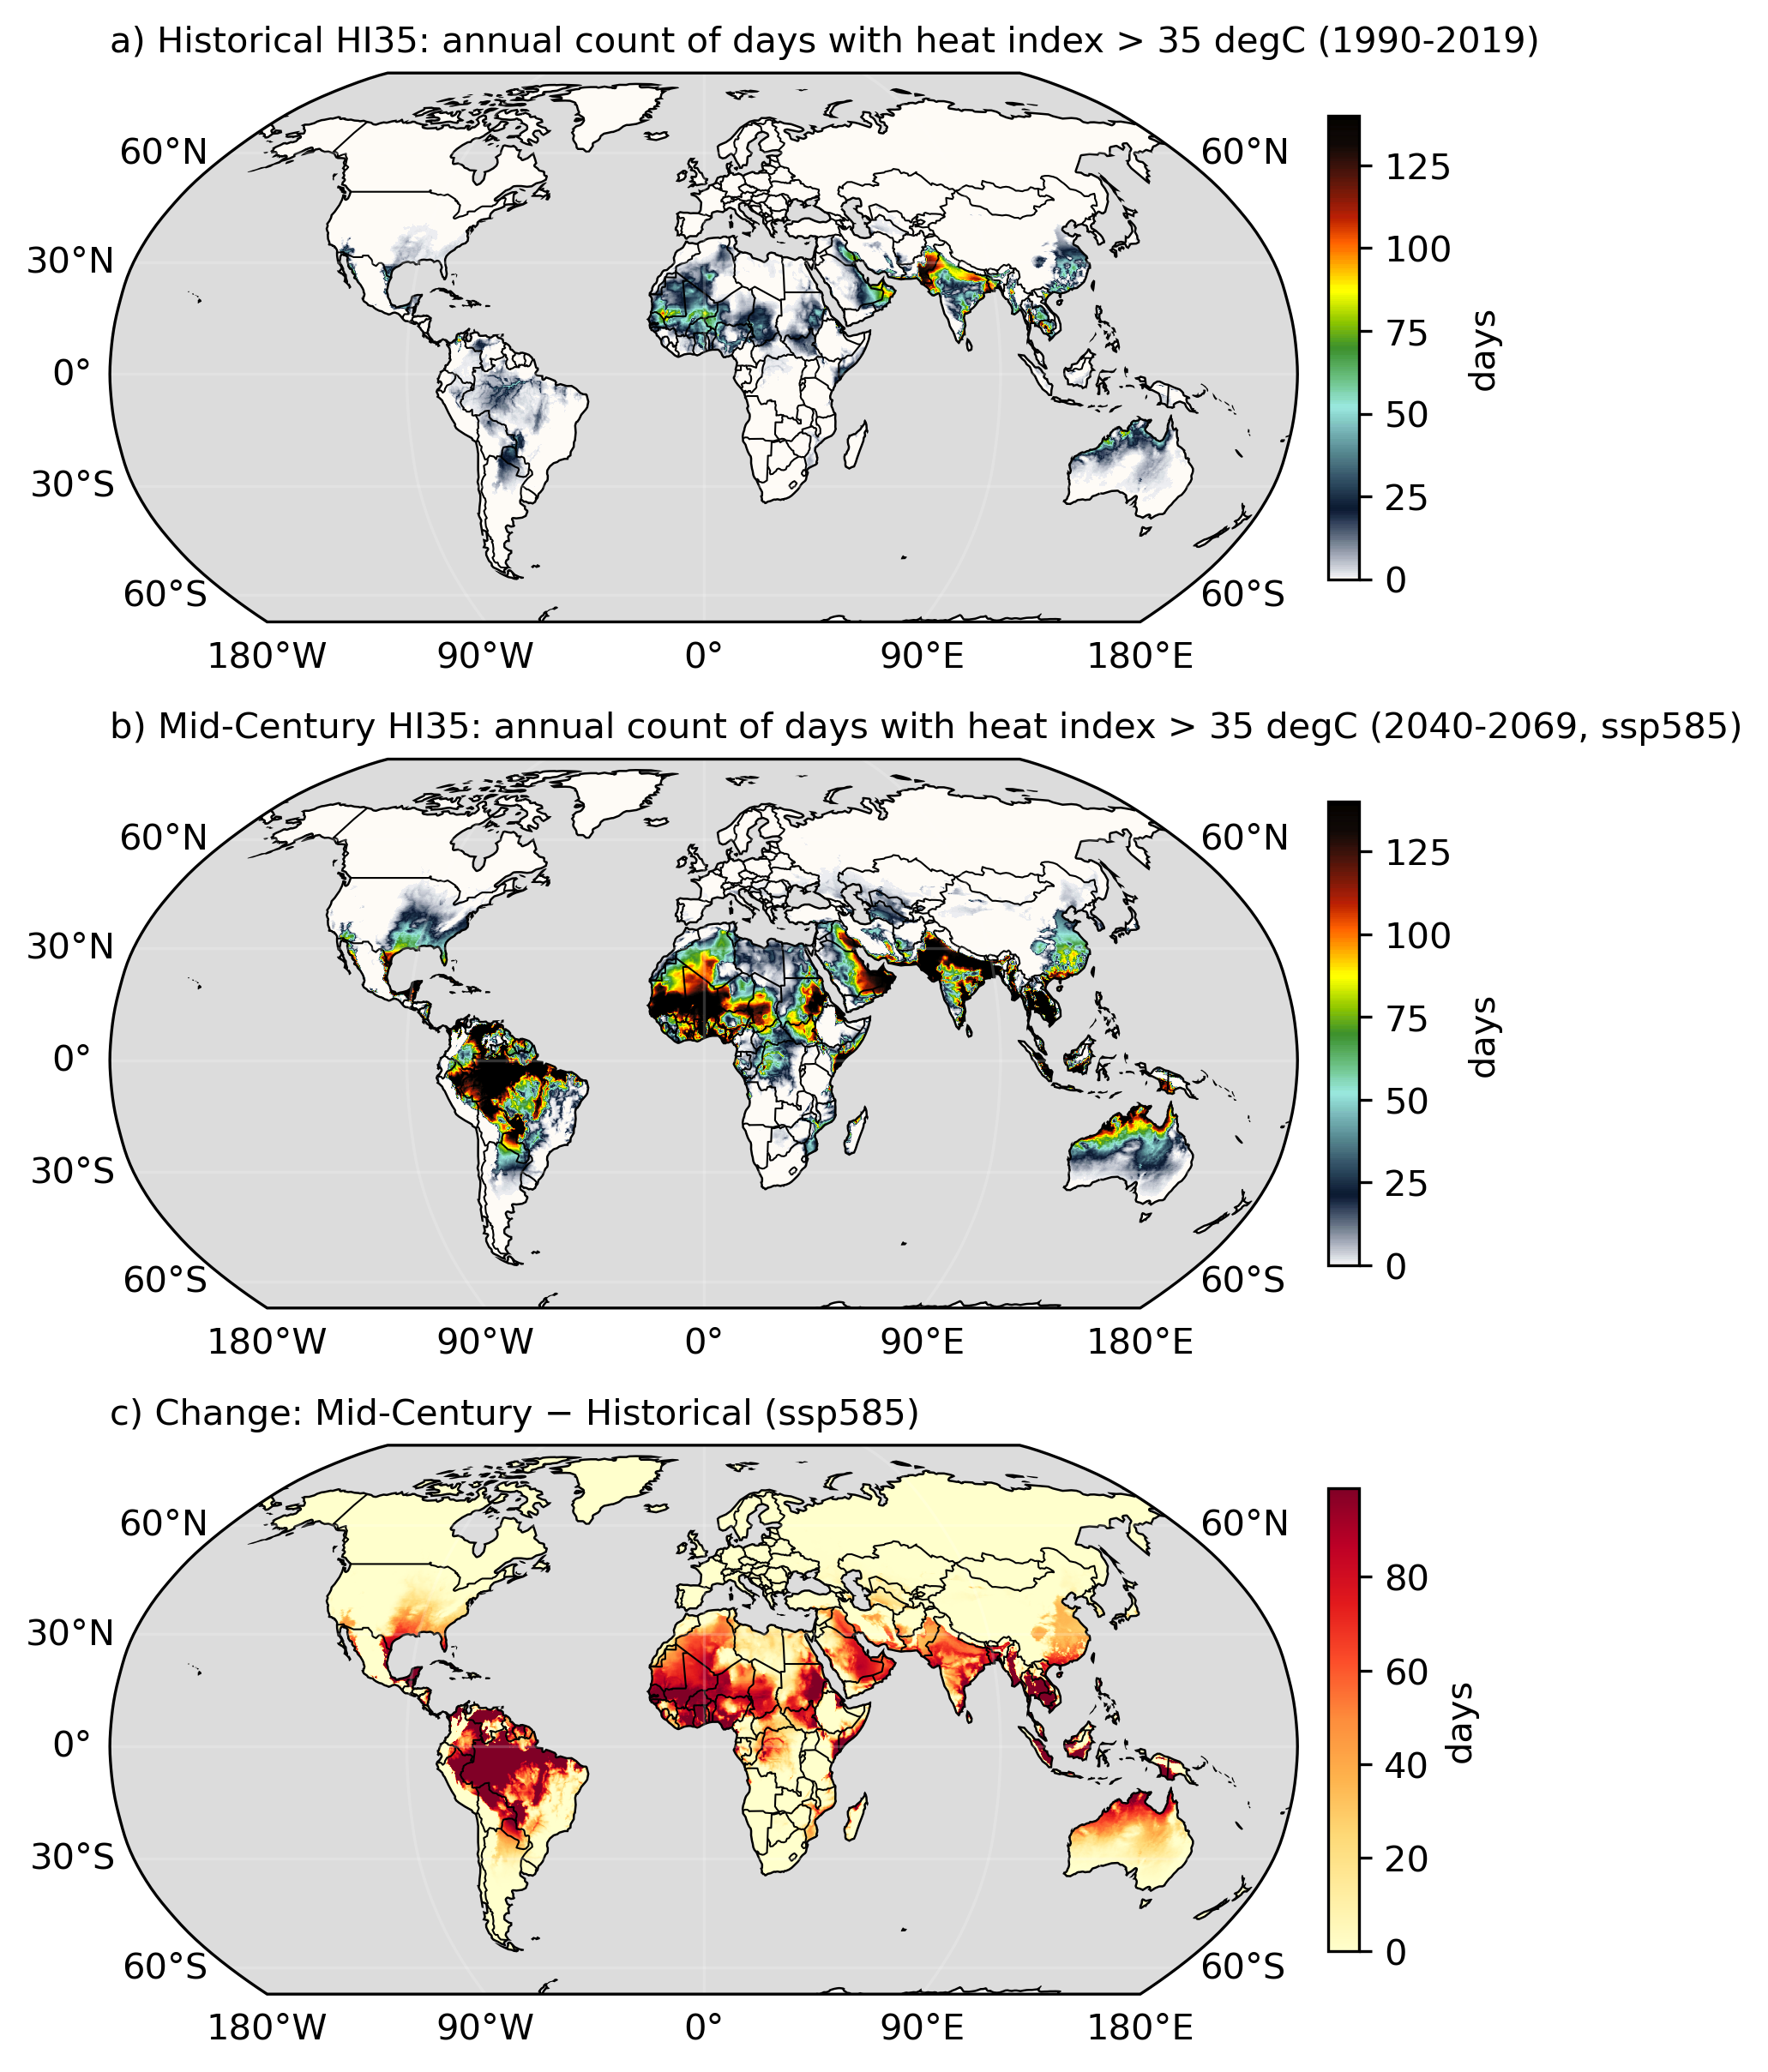 a) Historical HI35: annual count of days with heat index > 35 degC (1990-2019)
60°N 60°N
30°N
0°
30°S
60°S 60°S
180°W 90°W 0° 90°E 180°E
125
100
75
50
25
0
days
b) Mid-Century HI35: annual count of days with heat index > 35 degC (2040-2069, ssp585)
60°N 60°N
30°N
0°
30°S
60°S 60°S
180°W 90°W 0° 90°E 180°E
125
100
75
50
25
0
days
c) Change: Mid-Century − Historical (ssp585)
60°N 60°N
30°N
0°
30°S
60°S 60°S
180°W 90°W 0° 90°E 180°E
80
60
40
20
0
days